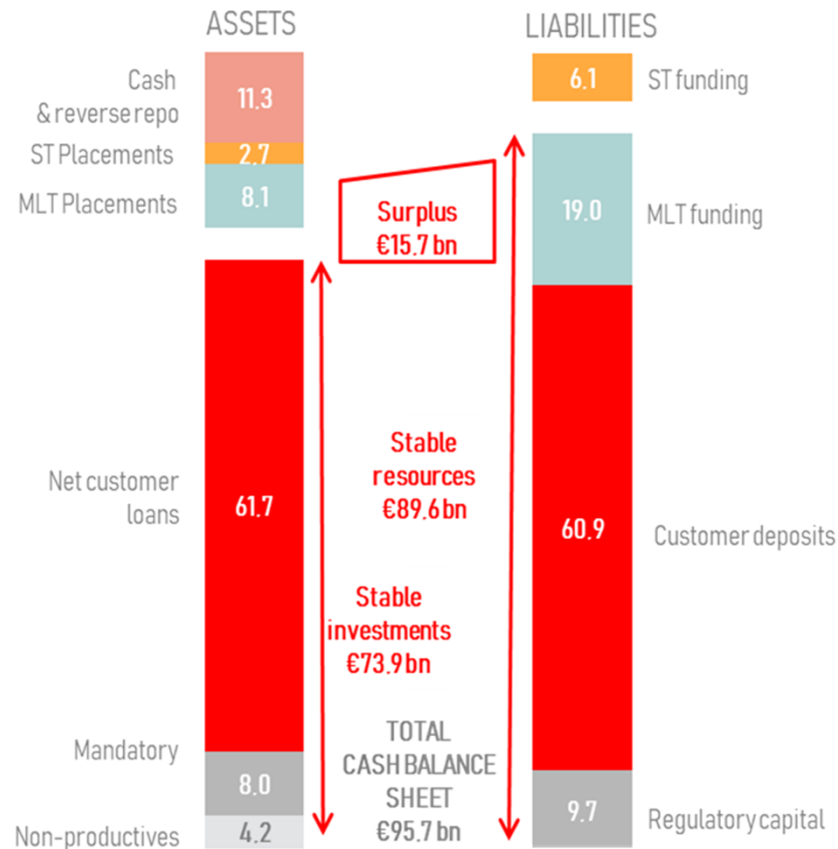 ASSETS
LIABILITIES
Cash
& reverse repo
11.3
6.1
ST funding
ST Placements
2.7
MLT Placements
8.1
Surplus
€15.7 bn
19.0
MLT funding
Net customer
loans
61.7
Stable
resources
€89.6 bn
60.9
Customer deposits
Stable
investments
€73.9 bn
Mandatory
8.0
TOTAL
CASH BALANCE
SHEET
€95.7 bn
9.7
Regulatory capital
Non-productives
4.2